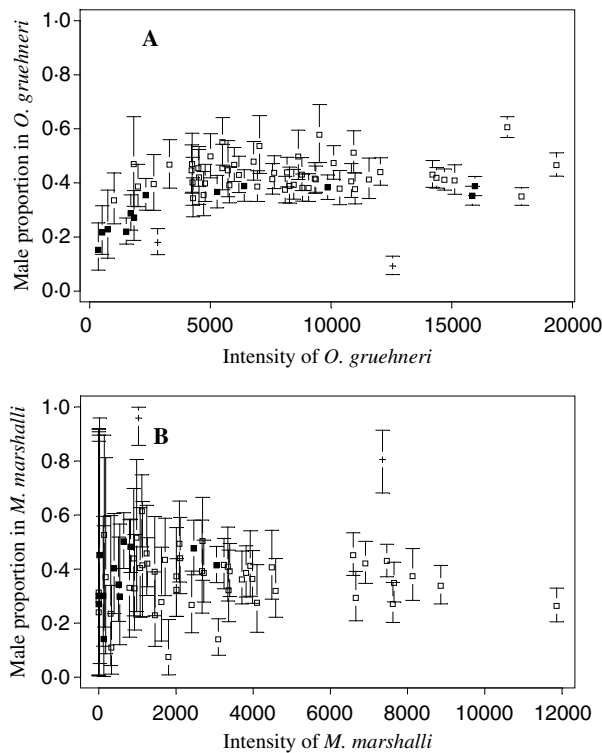 1·0
A
0·8
0·6
0·4
0·2
0·0
Male proportion in O. gruehneri
0 5000 10000 15000 20000
Intensity of O. gruehneri
1·0
B
0·8
0·6
0·4
0·2
0·0
Male proportion in M. marshalli
0 2000 4000 6000 8000 10000 12000
Intensity of M. marshalli